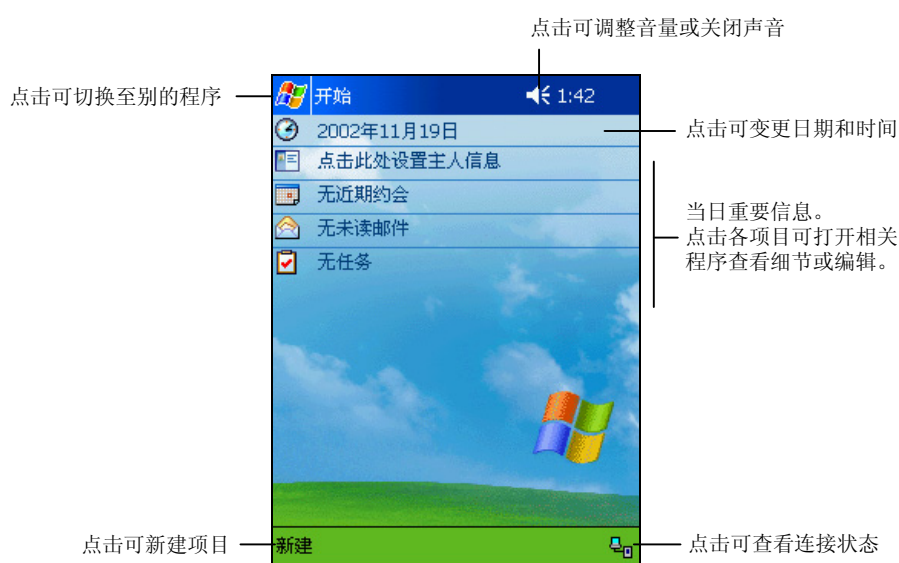 点击可调整音量或关闭声音
点击可切换至别的程序
开始
1:42
2002年11月19日
点击可变更日期和时间
点击此处设置主人信息
无近期约会
无未读邮件
无任务
当日重要信息。
点击各项目可打开相关
程序查看细节或编辑。
点击可新建项目
新建
点击可查看连接状态